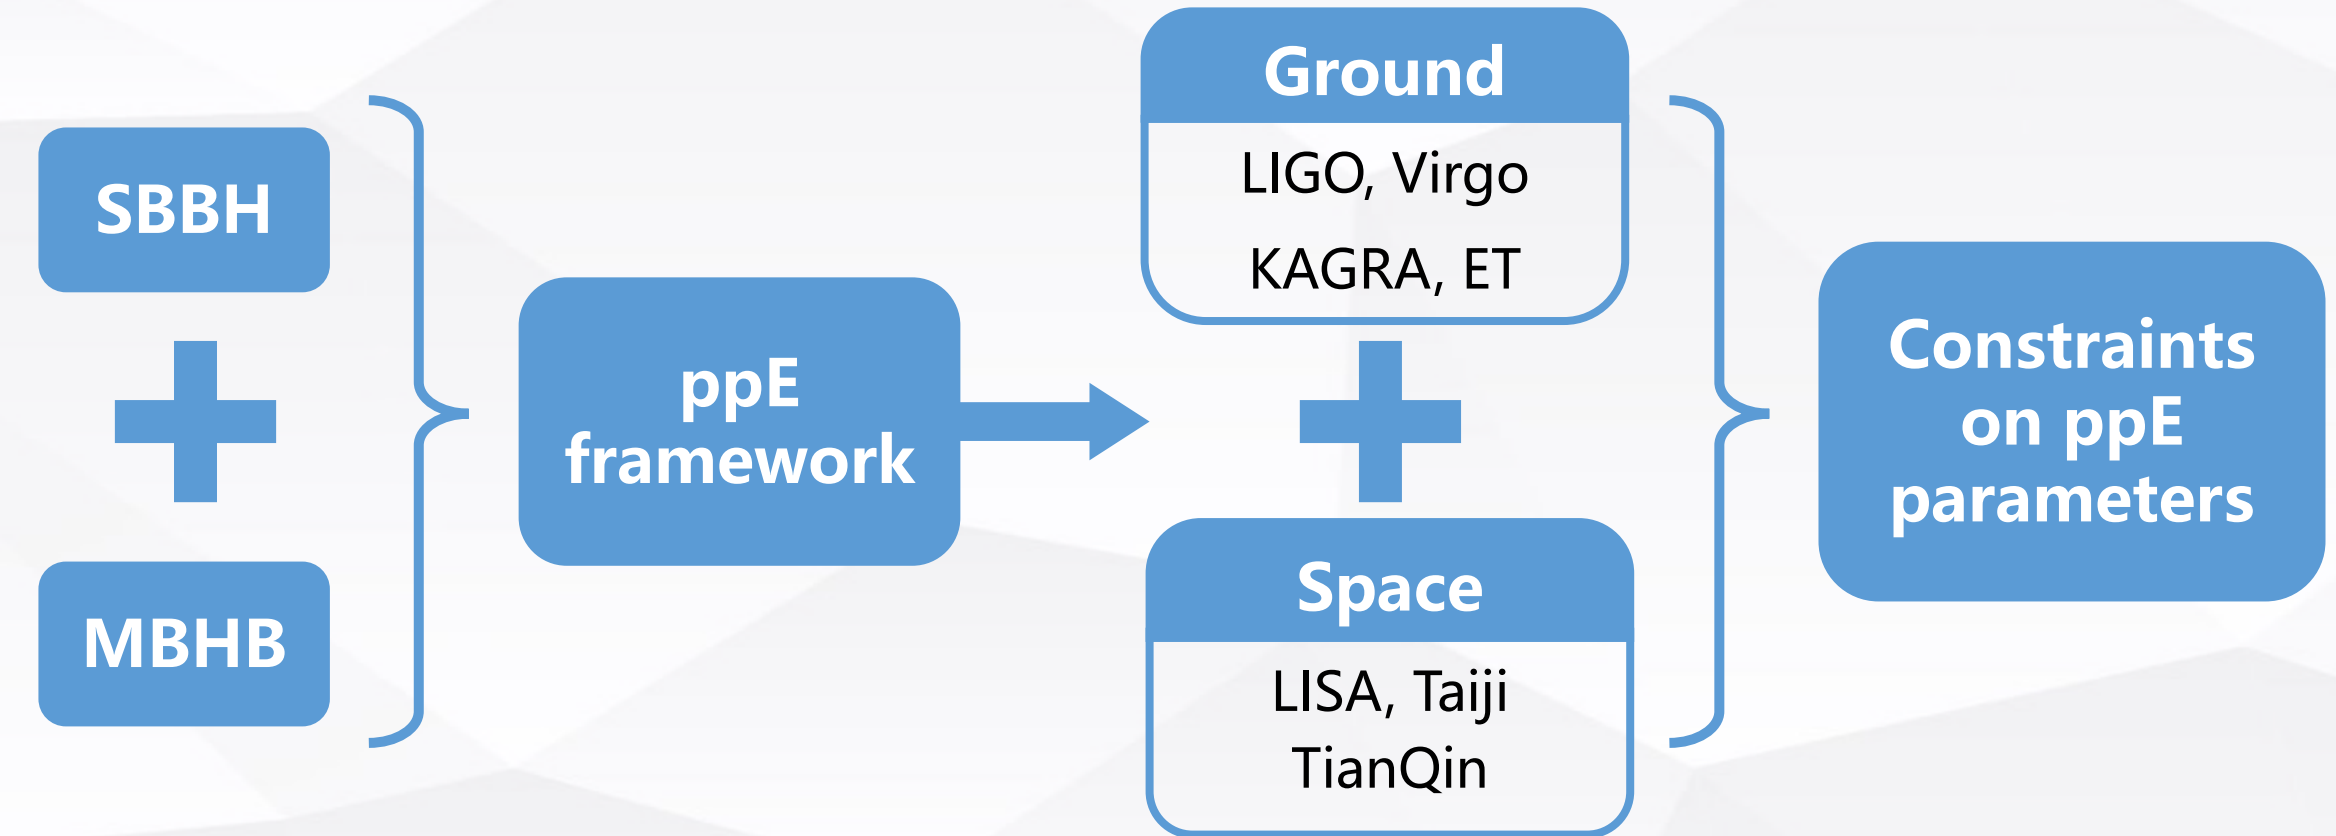 SBBH
MBHB
ppE
framework
Ground
LIGO, Virgo
KAGRA, ET
Space
LISA, Taiji
TianQin
Constraints
on ppE
parameters